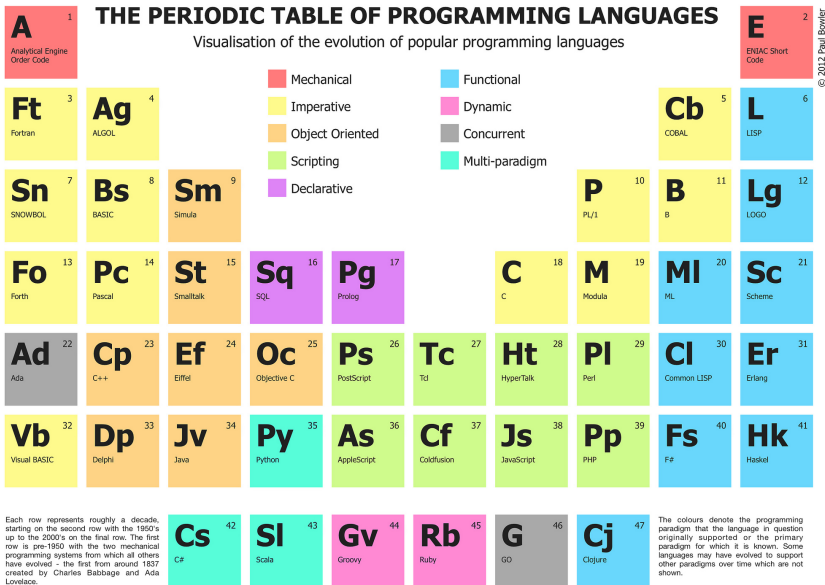 THE PERIODIC TABLE OF PROGRAMMING LANGUAGES
Visualisation of the evolution of popular programming languages
© 2012 Paul Bowler
A 1
Analytical Engine
Order Code
E 2
ENIAC Short
Code
Mechanical
Imperative
Object Oriented
Scripting
Declarative
Functional
Dynamic
Concurrent
Multi-paradigm
Ft 3
Fortran
Ag 4
ALGOL
Cb 5
COBAL
L 6
LISP
Sn 7
SNOWBOL
Bs 8
BASIC
Sm 9
Simula
P 10
PL/1
B 11
B
Lg 12
LOGO
Fo 13
Forth
Pc 14
Pascal
St 15
Smalltalk
Sq 16
SQL
Pg 17
Prolog
C 18
C
M 19
Modula
Ml 20
ML
Sc 21
Scheme
Ad 22
Ada
Cp 23
C++
Ef 24
Eiffel
Oc 25
Objective C
Ps 26
PostScript
Tc 27
Tcl
Ht 28
HyperTalk
Pl 29
Perl
Cl 30
Common LISP
Er 31
Erlang
Vb 32
Visual BASIC
Dp 33
Delphi
Jv 34
Java
Py 35
Python
As 36
AppleScript
Cf 37
Coldfusion
Js 38
JavaScript
Pp 39
PHP
Fs 40
F#
Hk 41
Haskel
Each row represents roughly a decade,
starting on the second row with the 1950's
up to the 2000's on the final row. The first
row is pre-1950 with the two mechanical
programming systems from which all others
have evolved - the first from around 1837
created by Charles Babbage and Ada
Lovelace.
Cs 42
C#
Sl 43
Scala
Gv 44
Groovy
Rb 45
Ruby
G 46
GO
Cj 47
Clojure
The colours denote the programming
paradigm that the language in question
originally supported or the primary
paradigm for which it is known. Some
languages may have evolved to support
other paradigms over time which are not
shown.